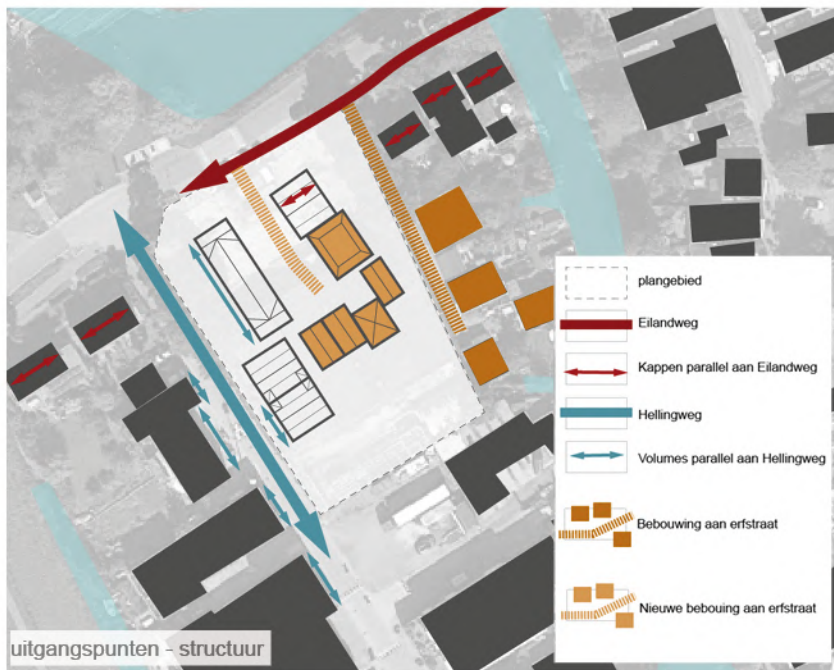 plangebied
Eilandweg
Kappen parallel aan Eilandweg
Hellingweg
Volumes parallel aan Hellingweg
Bebouwing aan erfstraat
Nieuwe bebouing aan erfstraat
uitgangspunten - structuur